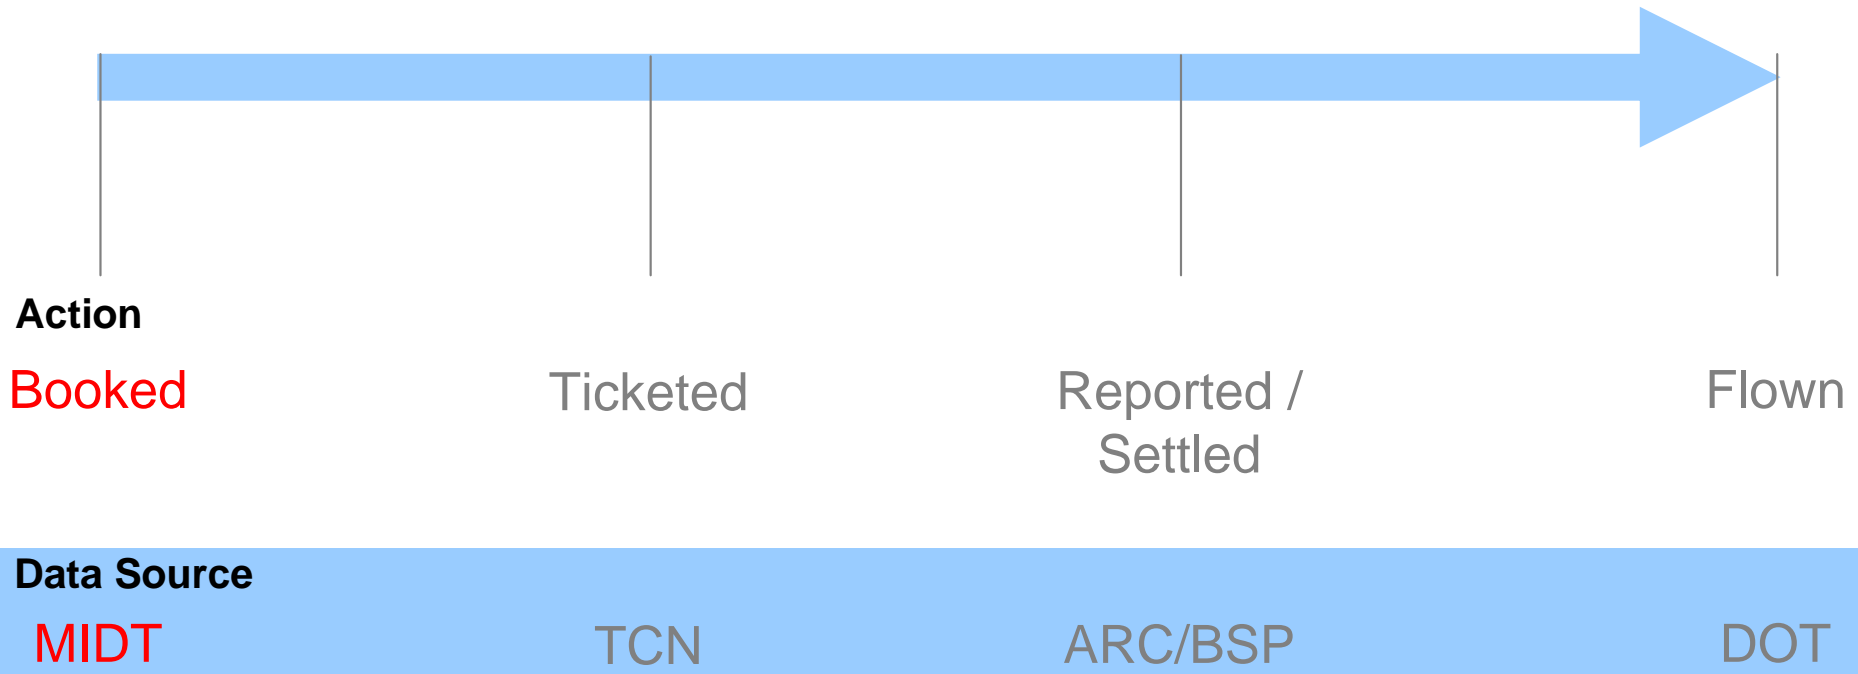 Action
Booked
Ticketed
Reported /
Settled
Flown
Data Source
MIDT
TCN
ARC/BSP
DOT